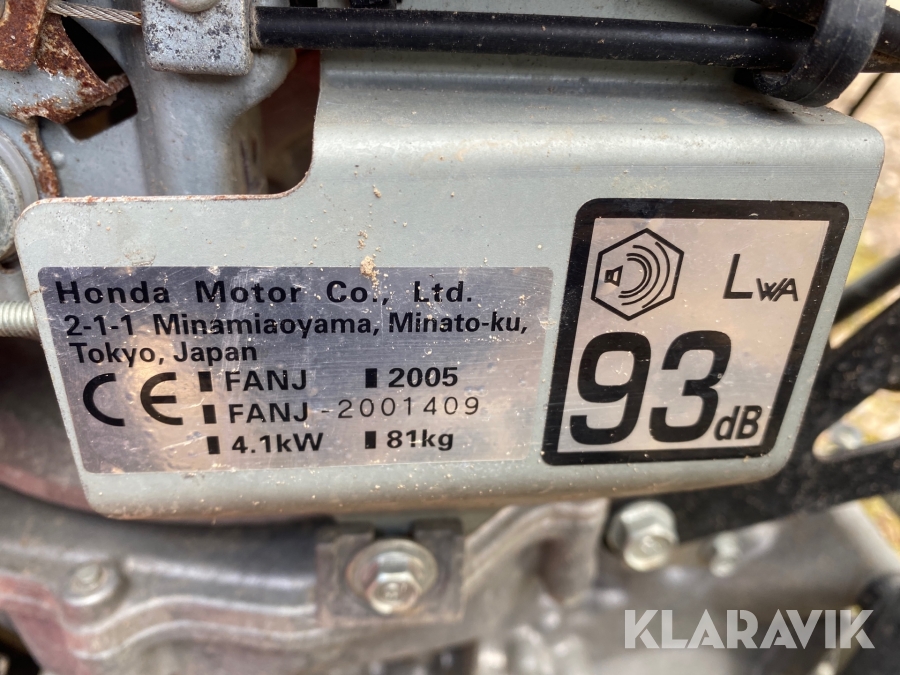 Honda Motor Co., Ltd.
2-1-1 Minamiaoyama, Minato-ku,
Tokyo, Japan
CE
FANJ 2005
FANJ -2001409
4.1kW 81kg
LWA
93dB
KLARAVIK